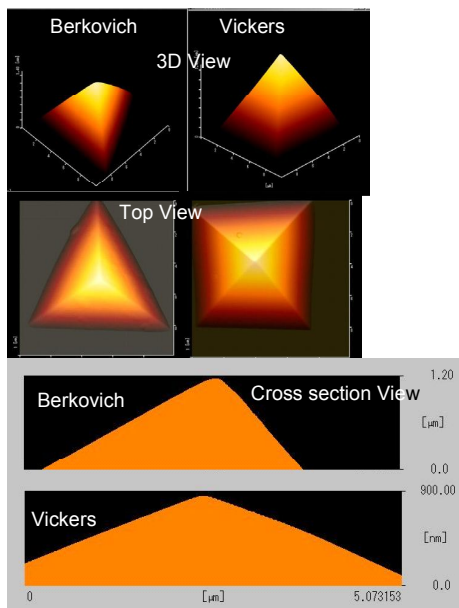 Berkovich
Vickers
3D View
Top View
Berkovich
Cross section View
1.20
[μm]
0.0
Vickers
900.00
[nm]
0.0
0
[μm]
5.073153